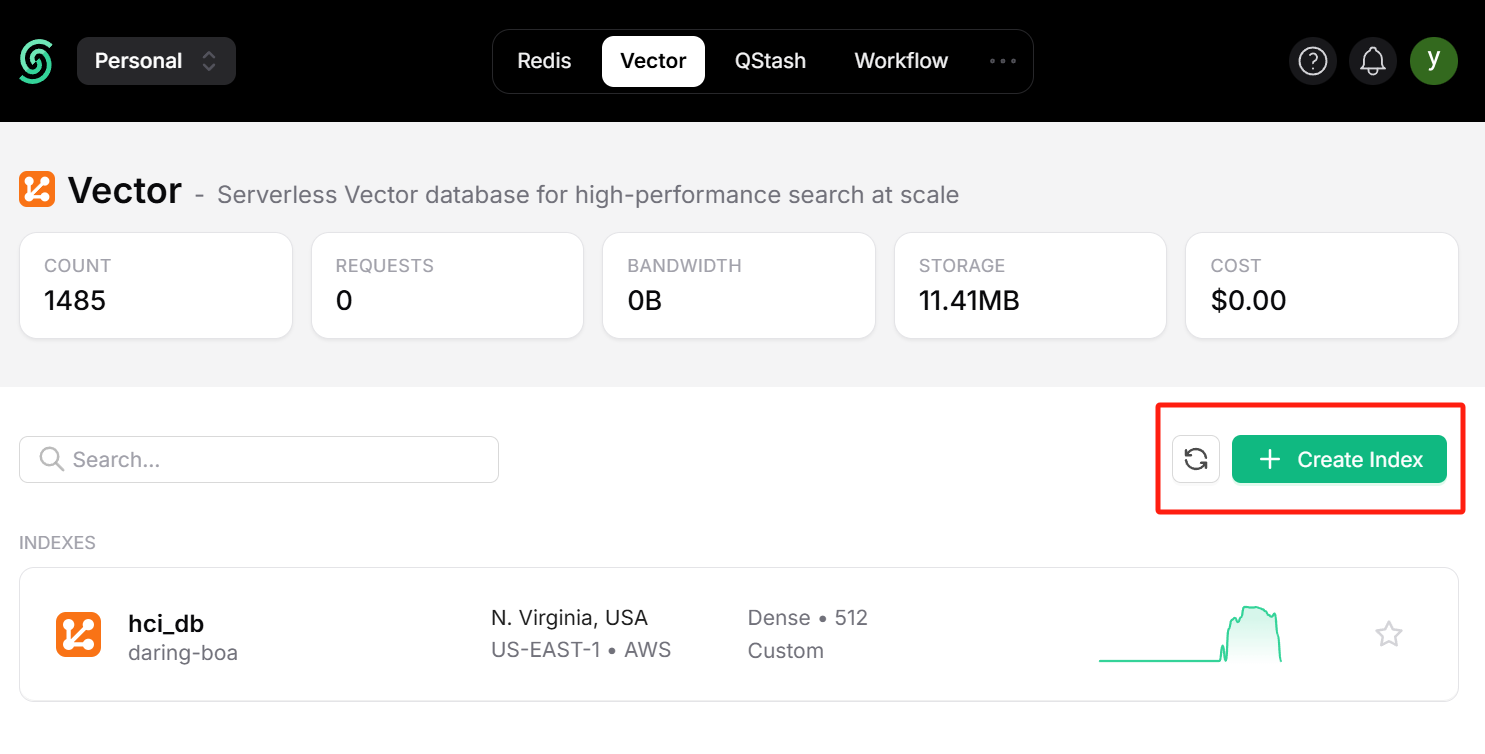 Personal
Redis Vector QStash Workflow ...
y
Vector - Serverless Vector database for high-performance search at scale
COUNT
1485
REQUESTS
0
BANDWIDTH
0B
STORAGE
11.41MB
COST
$0.00
Search...
Create Index
INDEXES
hci_db
daring-boa
N. Virginia, USA
US-EAST-1 • AWS
Dense • 512
Custom